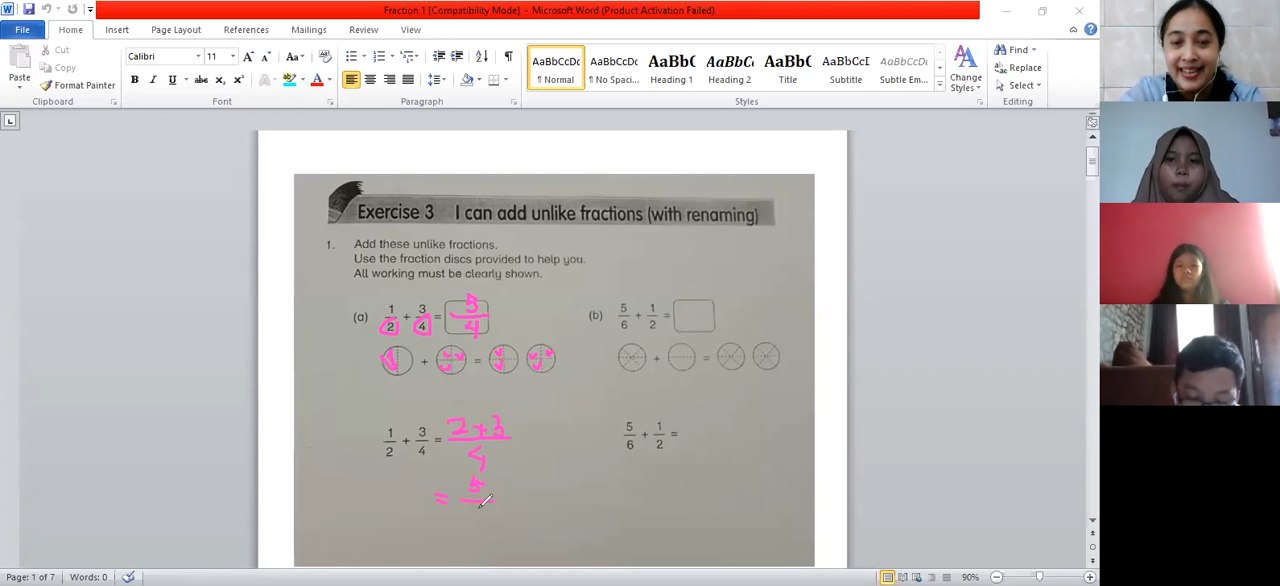 Fraction 1 [Compatibility Mode] - Microsoft Word (Product Activation Failed)
File Home Insert Page Layout References Mailings Review View
Paste
Cut
Copy
Format Painter
Clipboard
Calibri 11
Font
Paragraph
AaBbCcDc AaBbCcDc AaBbC AaBbCc AaBbC AaBbCcI AaBbCcDc
¶ Normal ¶ No Spaci... Heading 1 Heading 2 Title Subtitle Subtle Em...
Change Styles
Styles
Find
Replace
Select
Editing
Exercise 3 I can add unlike fractions (with renaming)
1. Add these unlike fractions.
Use the fraction discs provided to help you.
All working must be clearly shown.
(a) 1/2 + 3/4 = 5/4
(b) 5/6 + 1/2 =
+ =
+ =
1/2 + 3/4 = 2+3/4
5/6 + 1/2 =
= 5
Page: 1 of 7 Words: 0
90%